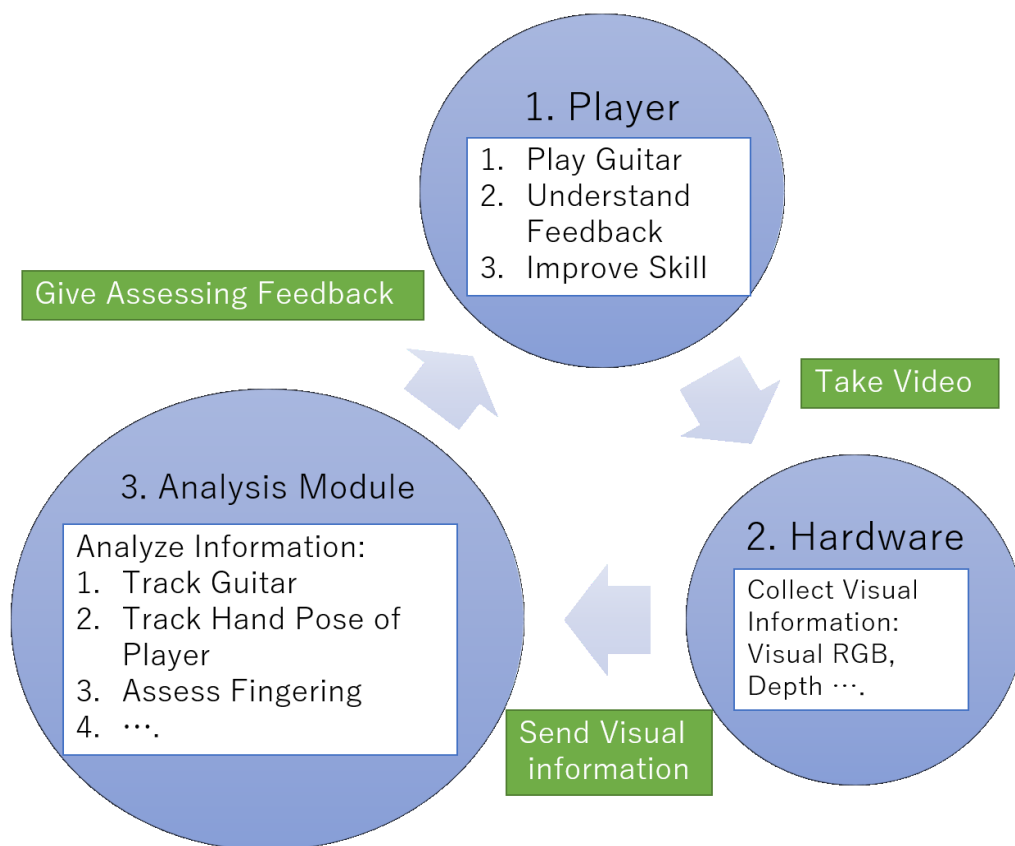 1. Player
1. Play Guitar
2. Understand
Feedback
3. Improve Skill
Give Assessing Feedback
Take Video
3. Analysis Module
Analyze Information:
1. Track Guitar
2. Track Hand Pose of
Player
3. Assess Fingering
4. ….
2. Hardware
Collect Visual
Information:
Visual RGB,
Depth ….
Send Visual
information